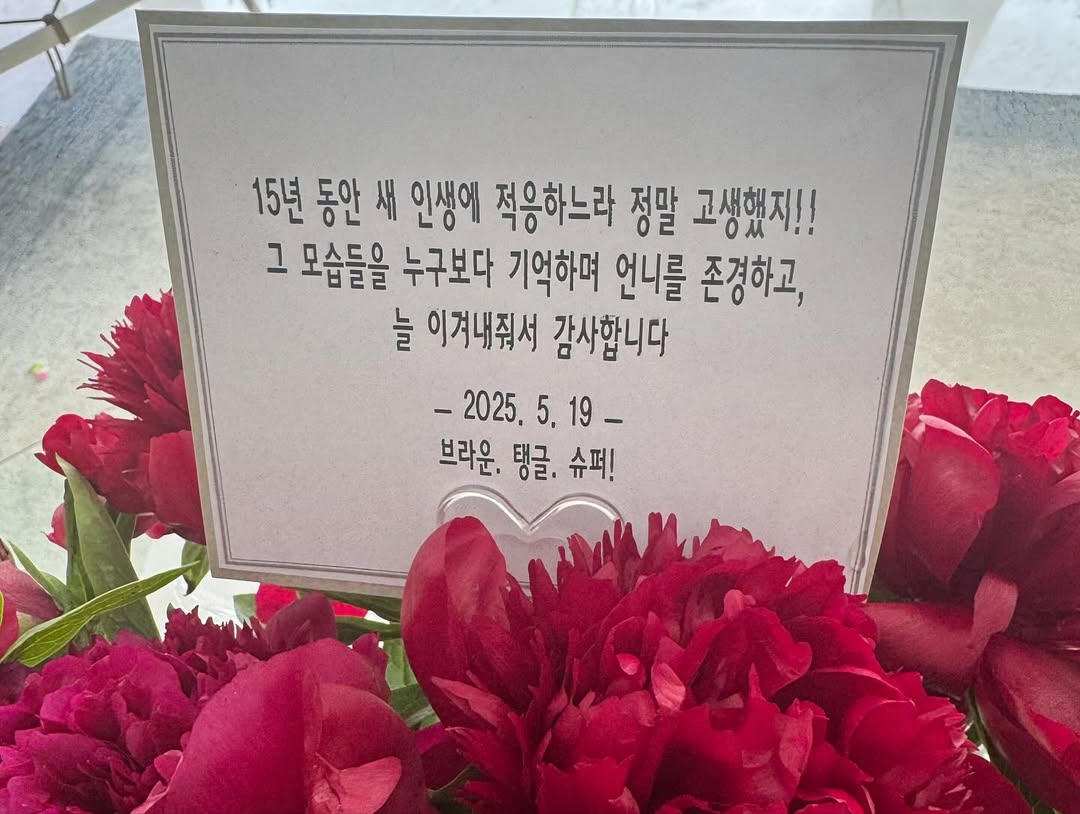 15년 동안 새 인생에 적응하느라 정말 고생했지!!
그 모습들을 누구보다 기억하며 언니를 존경하고,
늘 이겨내줘서 감사합니다
- 2025. 5. 19 -
브라운. 탱글. 슈퍼!